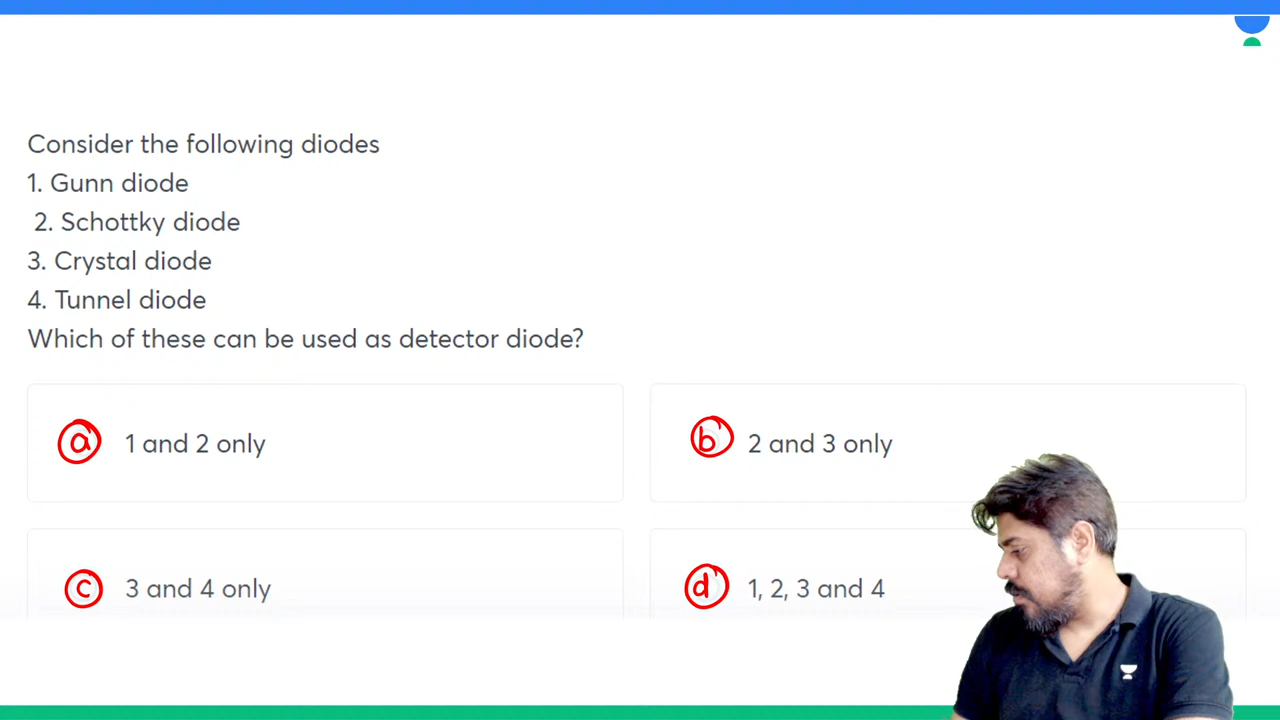 Consider the following diodes
1. Gunn diode
2. Schottky diode
3. Crystal diode
4. Tunnel diode
Which of these can be used as detector diode?
a 1 and 2 only
b 2 and 3 only
c 3 and 4 only
d 1, 2, 3 and 4